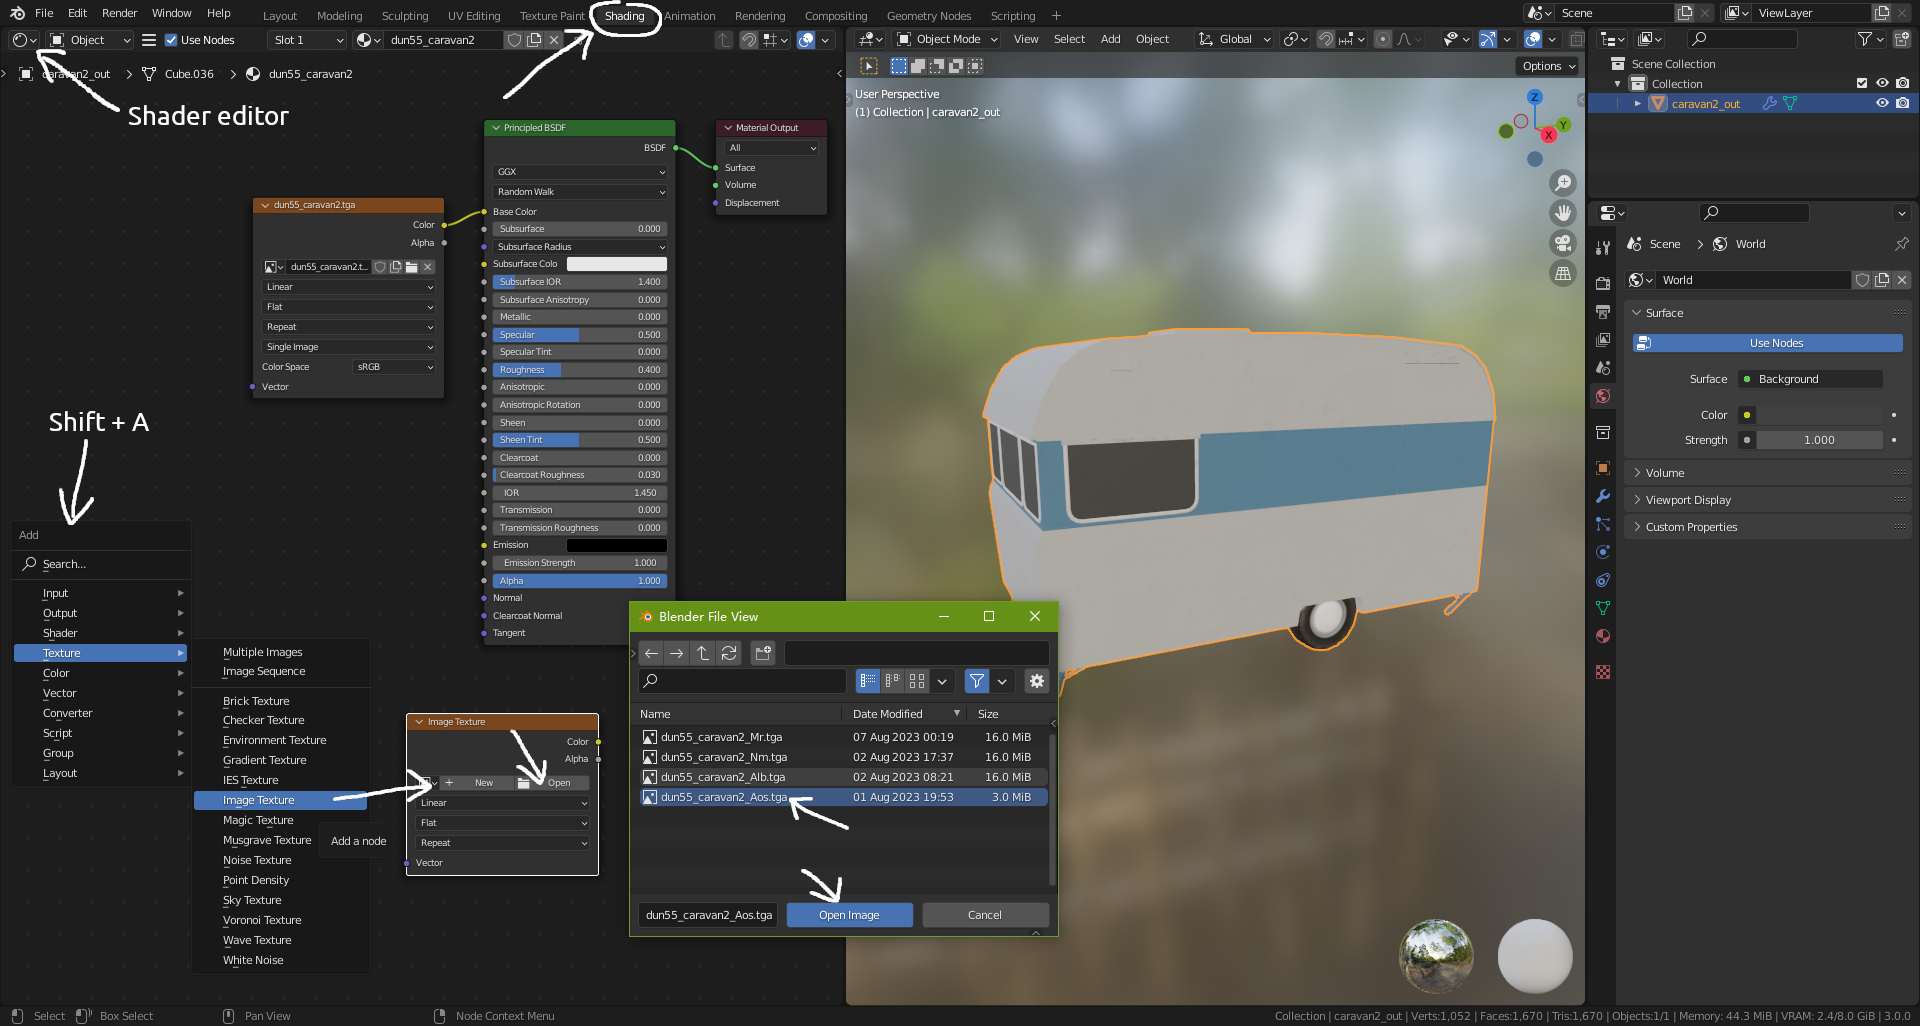 File Edit Render Window Help Layout Modeling Sculpting UV Editing Texture Paint Shading Animation Rendering Compositing Geometry Nodes Scripting + Scene ViewLayer
Object Use Nodes Slot 1 dun55_caravan2 Object Mode View Select Add Object Global
Options
caravan2_out > Cube.036 > dun55_caravan2
Shader editor
Shift + A
dun55_caravan2.tga
Color
Alpha
dun55_caravan2.t...
Linear
Flat
Repeat
Single Image
Color Space sRGB
Vector
Principled BSDF
BSDF
GGX
Random Walk
Base Color
Subsurface 0.000
Subsurface Radius
Subsurface Colo
Subsurface IOR 1.400
Subsurface Anisotropy 0.000
Metallic 0.000
Specular 0.500
Specular Tint 0.000
Roughness 0.400
Anisotropic 0.000
Anisotropic Rotation 0.000
Sheen 0.000
Sheen Tint 0.500
Clearcoat 0.000
Clearcoat Roughness 0.030
IOR 1.450
Transmission 0.000
Transmission Roughness 0.000
Emission
Emission Strength 1.000
Alpha 1.000
Normal
Clearcoat Normal
Tangent
Material Output
All
Surface
Volume
Displacement
Add
Search...
Input
Output
Shader
Texture
Color
Vector
Converter
Script
Group
Layout
Multiple Images
Image Sequence
Brick Texture
Checker Texture
Environment Texture
Gradient Texture
IES Texture
Image Texture
Magic Texture
Musgrave Texture
Noise Texture
Point Density
Sky Texture
Voronoi Texture
Wave Texture
White Noise
Add a node
Image Texture
Color
Alpha
New Open
Linear
Flat
Repeat
Vector
Blender File View
Name Date Modified Size
dun55_caravan2_Mr.tga 07 Aug 2023 00:19 16.0 MiB
dun55_caravan2_Nm.tga 02 Aug 2023 17:37 16.0 MiB
dun55_caravan2_Alb.tga 02 Aug 2023 08:21 16.0 MiB
dun55_caravan2_Aos.tga 01 Aug 2023 19:53 3.0 MiB
dun55_caravan2_Aos.tga Open Image Cancel
User Perspective
(1) Collection | caravan2_out
Z
Y
X
Scene Collection
Collection
caravan2_out
Scene > World
World
Surface
Use Nodes
Surface Background
Color
Strength 1.000
Volume
Viewport Display
Custom Properties
Select Box Select Pan View Node Context Menu Collection | caravan2_out | Verts:1,052 | Faces:1,670 | Tris:1,670 | Objects:1/1 | Memory: 44.3 MiB | VRAM: 2.4/8.0 GiB | 3.0.0